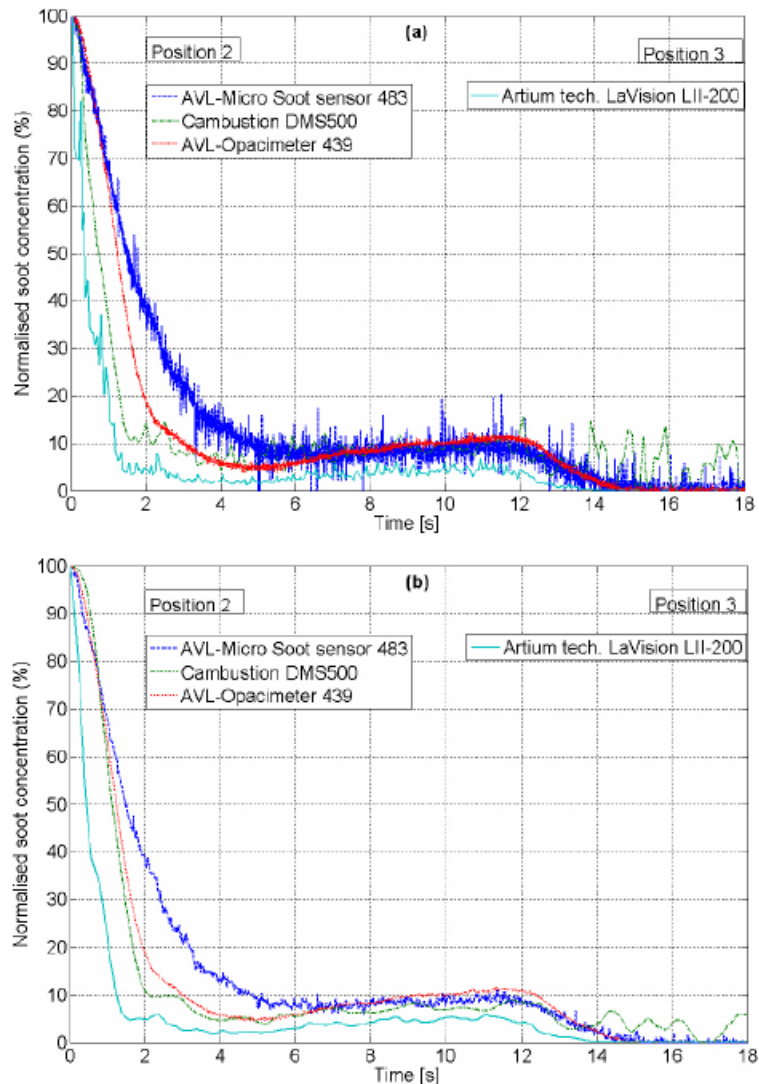 (a)
Position 2
Position 3
AVL-Micro Soot sensor 483
Cambustion DMS500
AVL-Opacimeter 439
Artium tech. LaVision LII-200
Normalised soot concentration (%)
100
90
80
70
60
50
40
30
20
10
0
0 2 4 6 8 10 12 14 16 18
Time [s]
(b)
Position 2
Position 3
AVL-Micro Soot sensor 483
Cambustion DMS500
AVL-Opacimeter 439
Artium tech. LaVision LII-200
Normalised soot concentration (%)
100
90
80
70
60
50
40
30
20
10
0
0 2 4 6 8 10 12 14 16 18
Time [s]